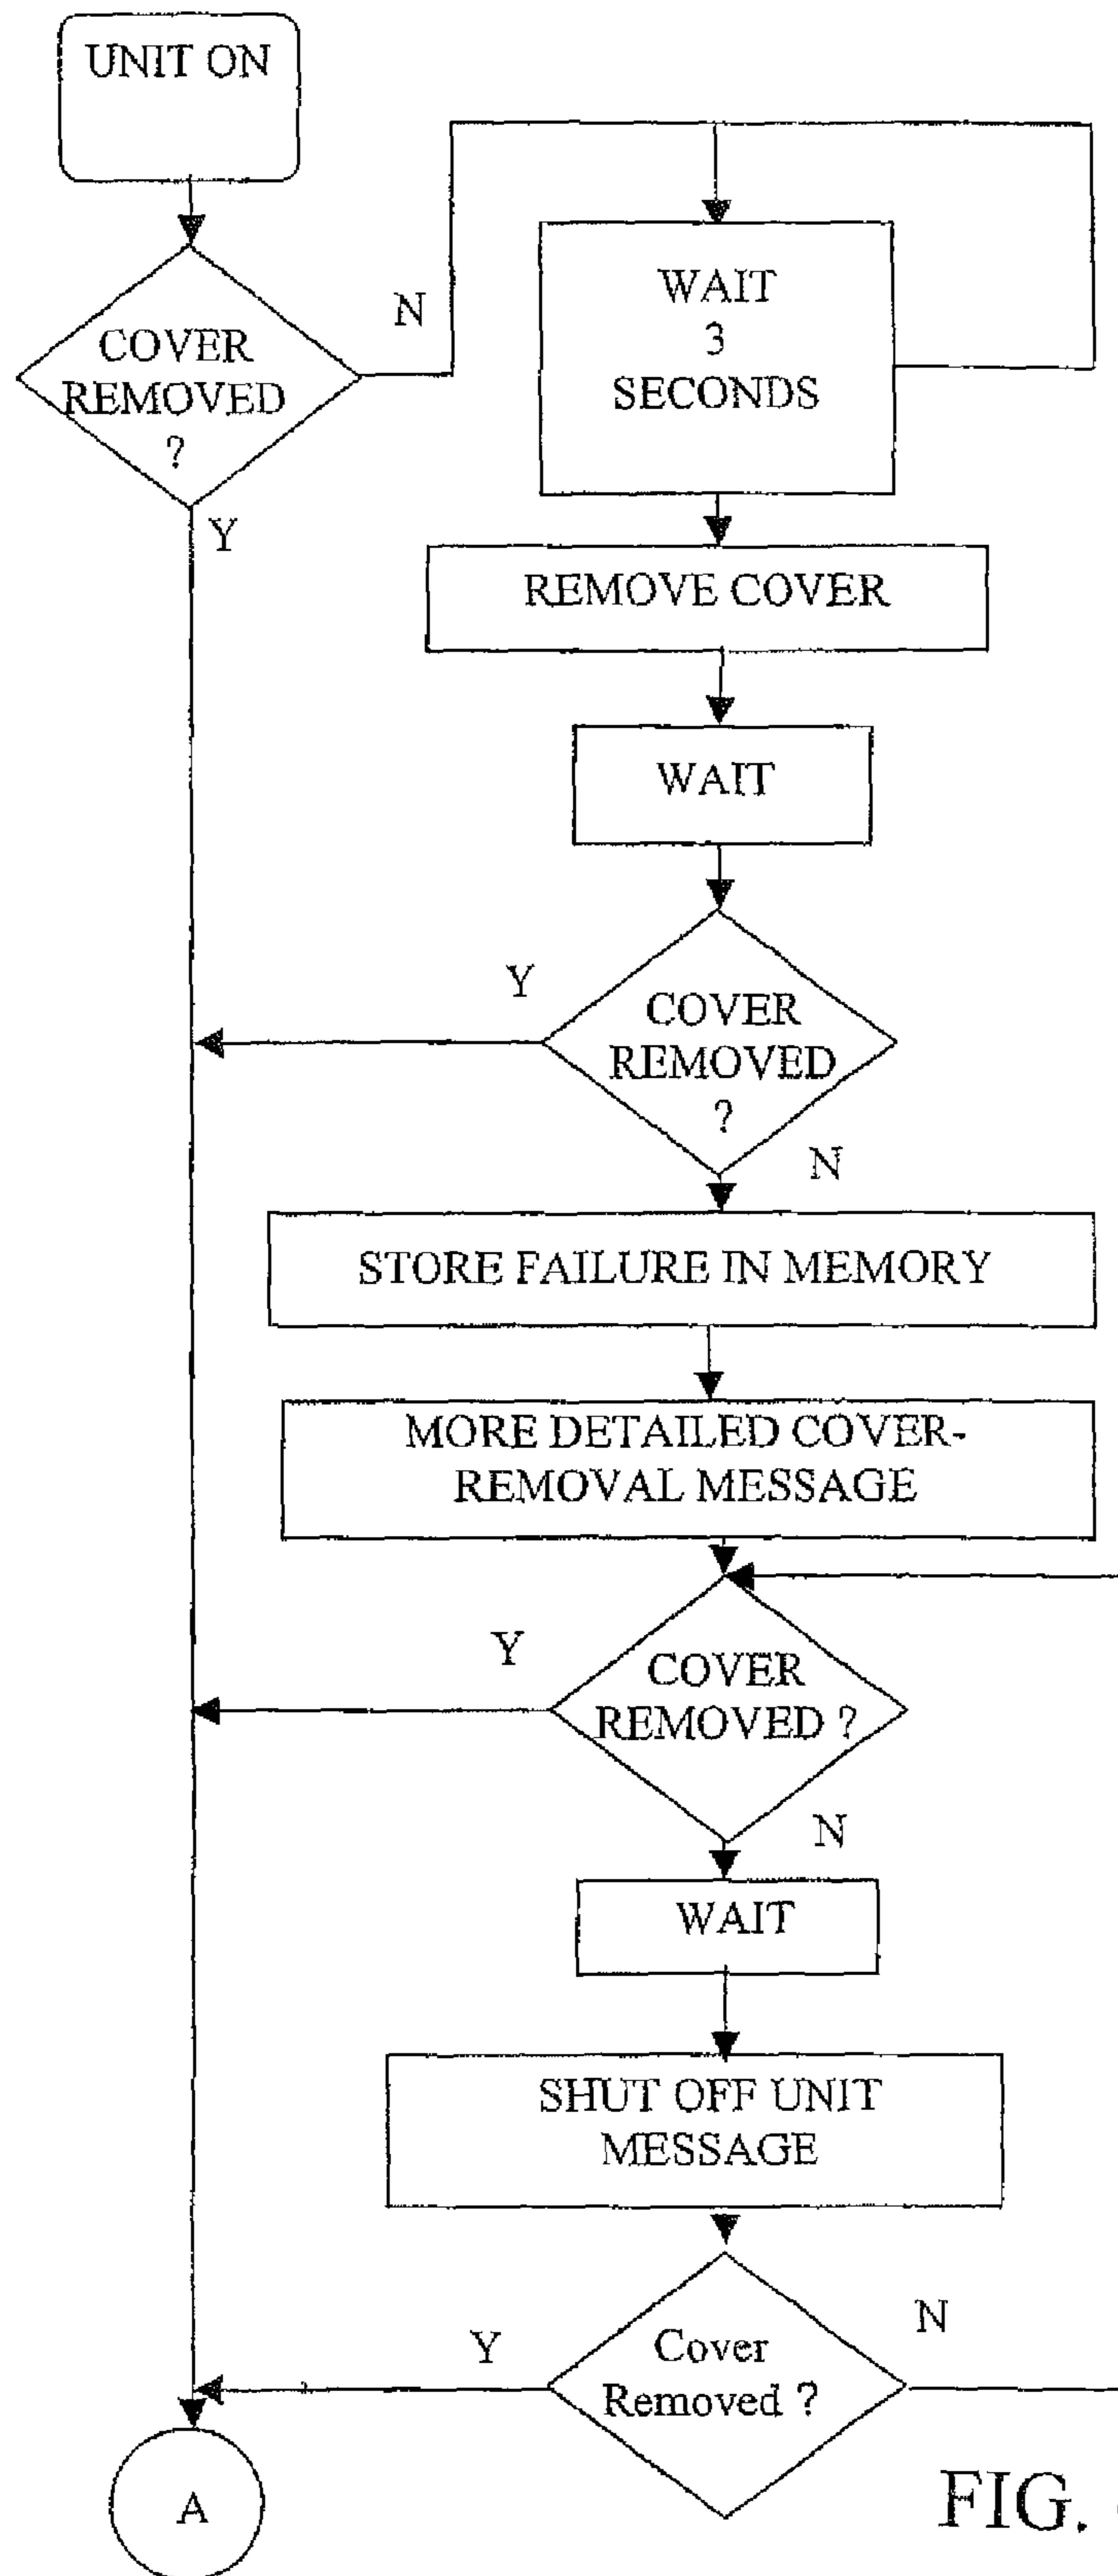 UNIT ON
COVER
REMOVED
?
N
Y
WAIT
3
SECONDS
REMOVE COVER
WAIT
Y
COVER
REMOVED
?
N
STORE FAILURE IN MEMORY
MORE DETAILED COVER-
REMOVAL MESSAGE
Y
COVER
REMOVED ?
N
WAIT
SHUT OFF UNIT
MESSAGE
Y
Cover
Removed ?
N
A
FIG.